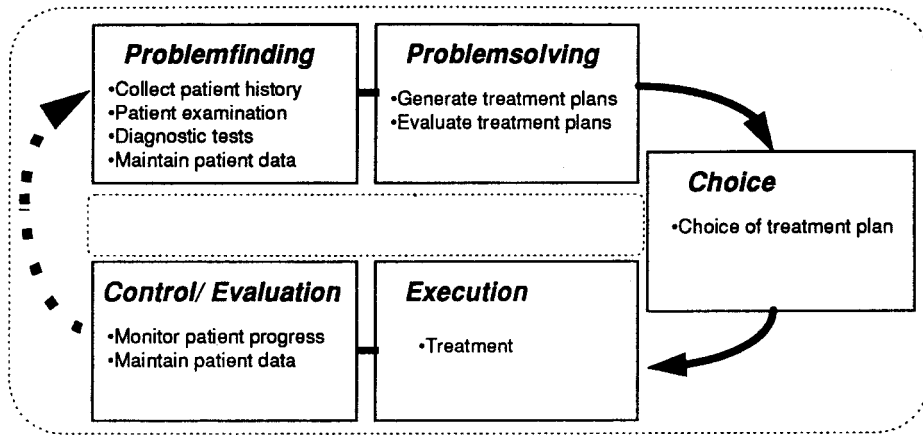 Problemfinding
•Collect patient history
•Patient examination
•Diagnostic tests
•Maintain patient data
Problemsolving
•Generate treatment plans
•Evaluate treatment plans
Choice
•Choice of treatment plan
Control/ Evaluation
•Monitor patient progress
•Maintain patient data
Execution
•Treatment